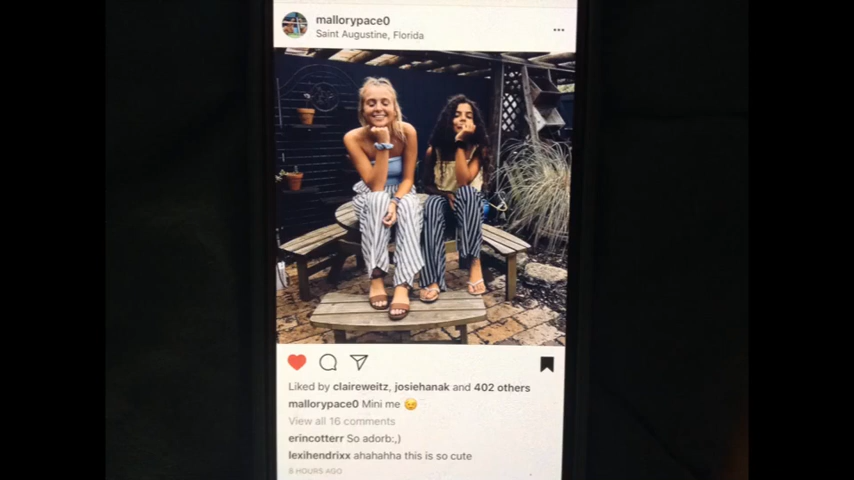 mallorypace0
Saint Augustine, Florida
Liked by claireweitz, josiehanak and 402 others
mallorypace0 Mini me 😣
View all 16 comments
erincotterr So adorb:,)
lexihendrixx ahahahha this is so cute
8 HOURS AGO